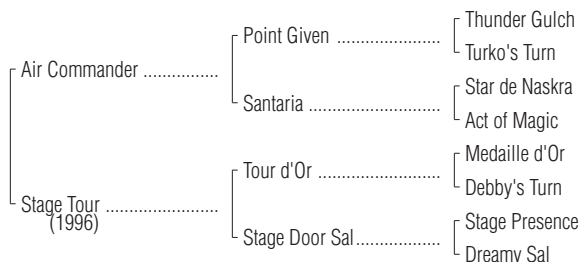 Thunder Gulch
Point Given ....................
Turko's Turn
Air Commander ...............
Star de Naskra
Santaria ..........................
Act of Magic
Medaille d'Or
Tour d'Or ........................
Debby's Turn
Stage Tour ......................
(1996)
Stage Presence
Stage Door Sal................
Dreamy Sal